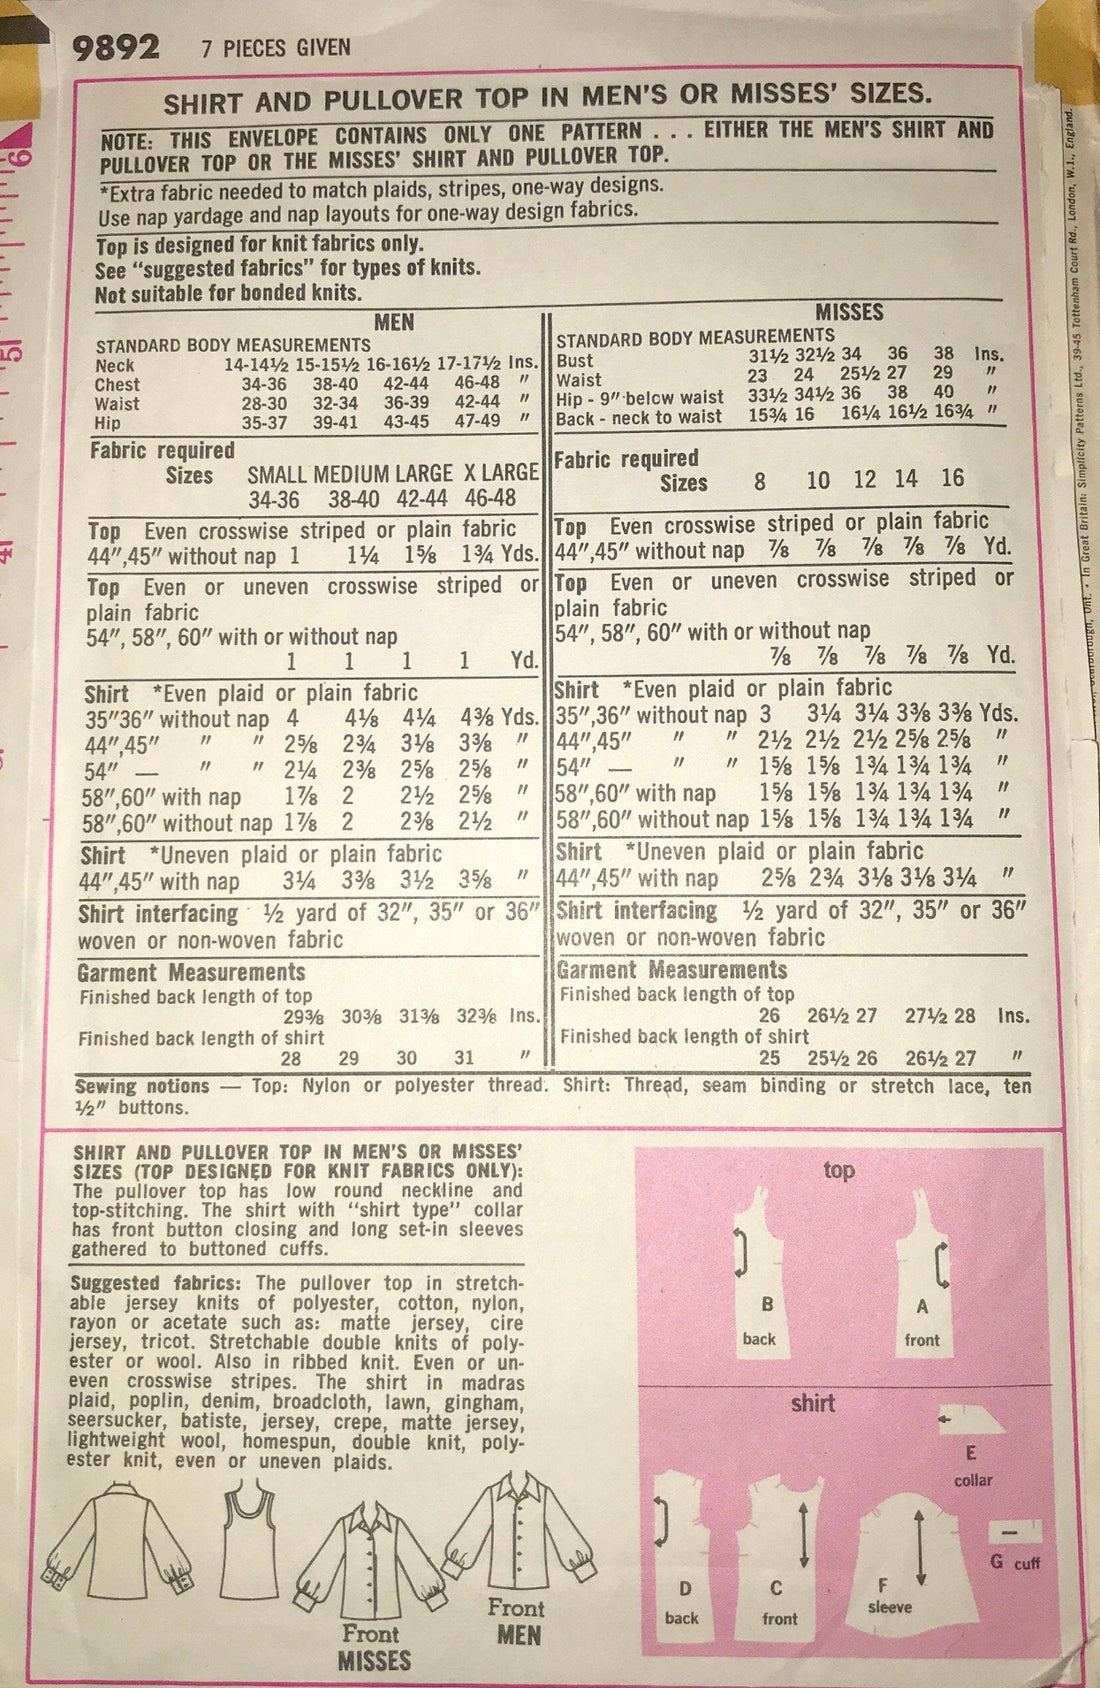 9892 7 PIECES GIVEN
SHIRT AND PULLOVER TOP IN MEN'S OR MISSES' SIZES.
NOTE: THIS ENVELOPE CONTAINS ONLY ONE PATTERN . . . EITHER THE MEN'S SHIRT AND
PULLOVER TOP OR THE MISSES' SHIRT AND PULLOVER TOP.
*Extra fabric needed to match plaids, stripes, one-way designs.
Use nap yardage and nap layouts for one-way design fabrics.
Top is designed for knit fabrics only.
See “suggested fabrics” for types of knits.
Not suitable for bonded knits.
MEN
STANDARD BODY MEASUREMENTS
Neck 14-14½ 15-15½ 16-16½ 17-17½ Ins.
Chest 34-36 38-40 42-44 46-48 ″
Waist 28-30 32-34 36-39 42-44 ″
Hip 35-37 39-41 43-45 47-49 ″
Fabric required
Sizes SMALL MEDIUM LARGE X LARGE
34-36 38-40 42-44 46-48
Top Even crosswise striped or plain fabric
44″,45″ without nap 1 1¼ 1⅝ 1¾ Yds.
Top Even or uneven crosswise striped or
plain fabric
54″, 58″, 60″ with or without nap
1 1 1 1 Yd.
Shirt *Even plaid or plain fabric
35″36″ without nap 4 4⅛ 4¼ 4⅜ Yds.
44″,45″ ″ ″ 2⅝ 2¾ 3⅛ 3⅜ ″
54″ — ″ ″ 2¼ 2⅜ 2⅝ 2⅝ ″
58″,60″ with nap 1⅞ 2 2½ 2⅝ ″
58″,60″ without nap 1⅞ 2 2⅜ 2½ ″
Shirt *Uneven plaid or plain fabric
44″,45″ with nap 3¼ 3⅜ 3½ 3⅝ ″
Shirt interfacing ½ yard of 32″, 35″ or 36″
woven or non-woven fabric
Garment Measurements
Finished back length of top
29⅜ 30⅜ 31⅜ 32⅜ Ins.
Finished back length of shirt
28 29 30 31 ″
MISSES
STANDARD BODY MEASUREMENTS
Bust 31½ 32½ 34 36 38 Ins.
Waist 23 24 25½ 27 29 ″
Hip - 9″ below waist 33½ 34½ 36 38 40 ″
Back - neck to waist 15¾ 16 16¼ 16½ 16¾ ″
Fabric required
Sizes 8 10 12 14 16
Top Even crosswise striped or plain fabric
44″,45″ without nap ⅞ ⅞ ⅞ ⅞ ⅞ Yd.
Top Even or uneven crosswise striped or
plain fabric
54″, 58″, 60″ with or without nap
⅞ ⅞ ⅞ ⅞ ⅞ Yd.
Shirt *Even plaid or plain fabric
35″,36″ without nap 3 3¼ 3¼ 3⅜ 3⅜ Yds.
44″,45″ ″ ″ 2½ 2½ 2½ 2⅝ 2⅝ ″
54″ — ″ ″ 1⅝ 1⅝ 1¾ 1¾ 1¾ ″
58″,60″ with nap 1⅝ 1⅝ 1¾ 1¾ 1¾ ″
58″,60″ without nap 1⅝ 1⅝ 1¾ 1¾ 1¾ ″
Shirt *Uneven plaid or plain fabric
44″,45″ with nap 2⅝ 2¾ 3⅛ 3⅛ 3¼ ″
Shirt interfacing ½ yard of 32″, 35″ or 36″
woven or non-woven fabric
Garment Measurements
Finished back length of top
26 26½ 27 27½ 28 Ins.
Finished back length of shirt
25 25½ 26 26½ 27 ″
Sewing notions — Top: Nylon or polyester thread. Shirt: Thread, seam binding or stretch lace, ten
½″ buttons.
SHIRT AND PULLOVER TOP IN MEN'S OR MISSES'
SIZES (TOP DESIGNED FOR KNIT FABRICS ONLY):
The pullover top has low round neckline and
top-stitching. The shirt with “shirt type” collar
has front button closing and long set-in sleeves
gathered to buttoned cuffs.
Suggested fabrics: The pullover top in stretch-
able jersey knits of polyester, cotton, nylon,
rayon or acetate such as: matte jersey, cire
jersey, tricot. Stretchable double knits of poly-
ester or wool. Also in ribbed knit. Even or un-
even crosswise stripes. The shirt in madras
plaid, poplin, denim, broadcloth, lawn, gingham,
seersucker, batiste, jersey, crepe, matte jersey,
lightweight wool, homespun, double knit, poly-
ester knit, even or uneven plaids.
Front
MISSES
Front
MEN
top
B
back
A
front
shirt
E
collar
D
back
C
front
F
sleeve
G cuff
Ont. • In Great Britain: Simplicity Patterns Ltd., 39-45 Tottenham Court Rd., London, W.1., England.
6
5
4